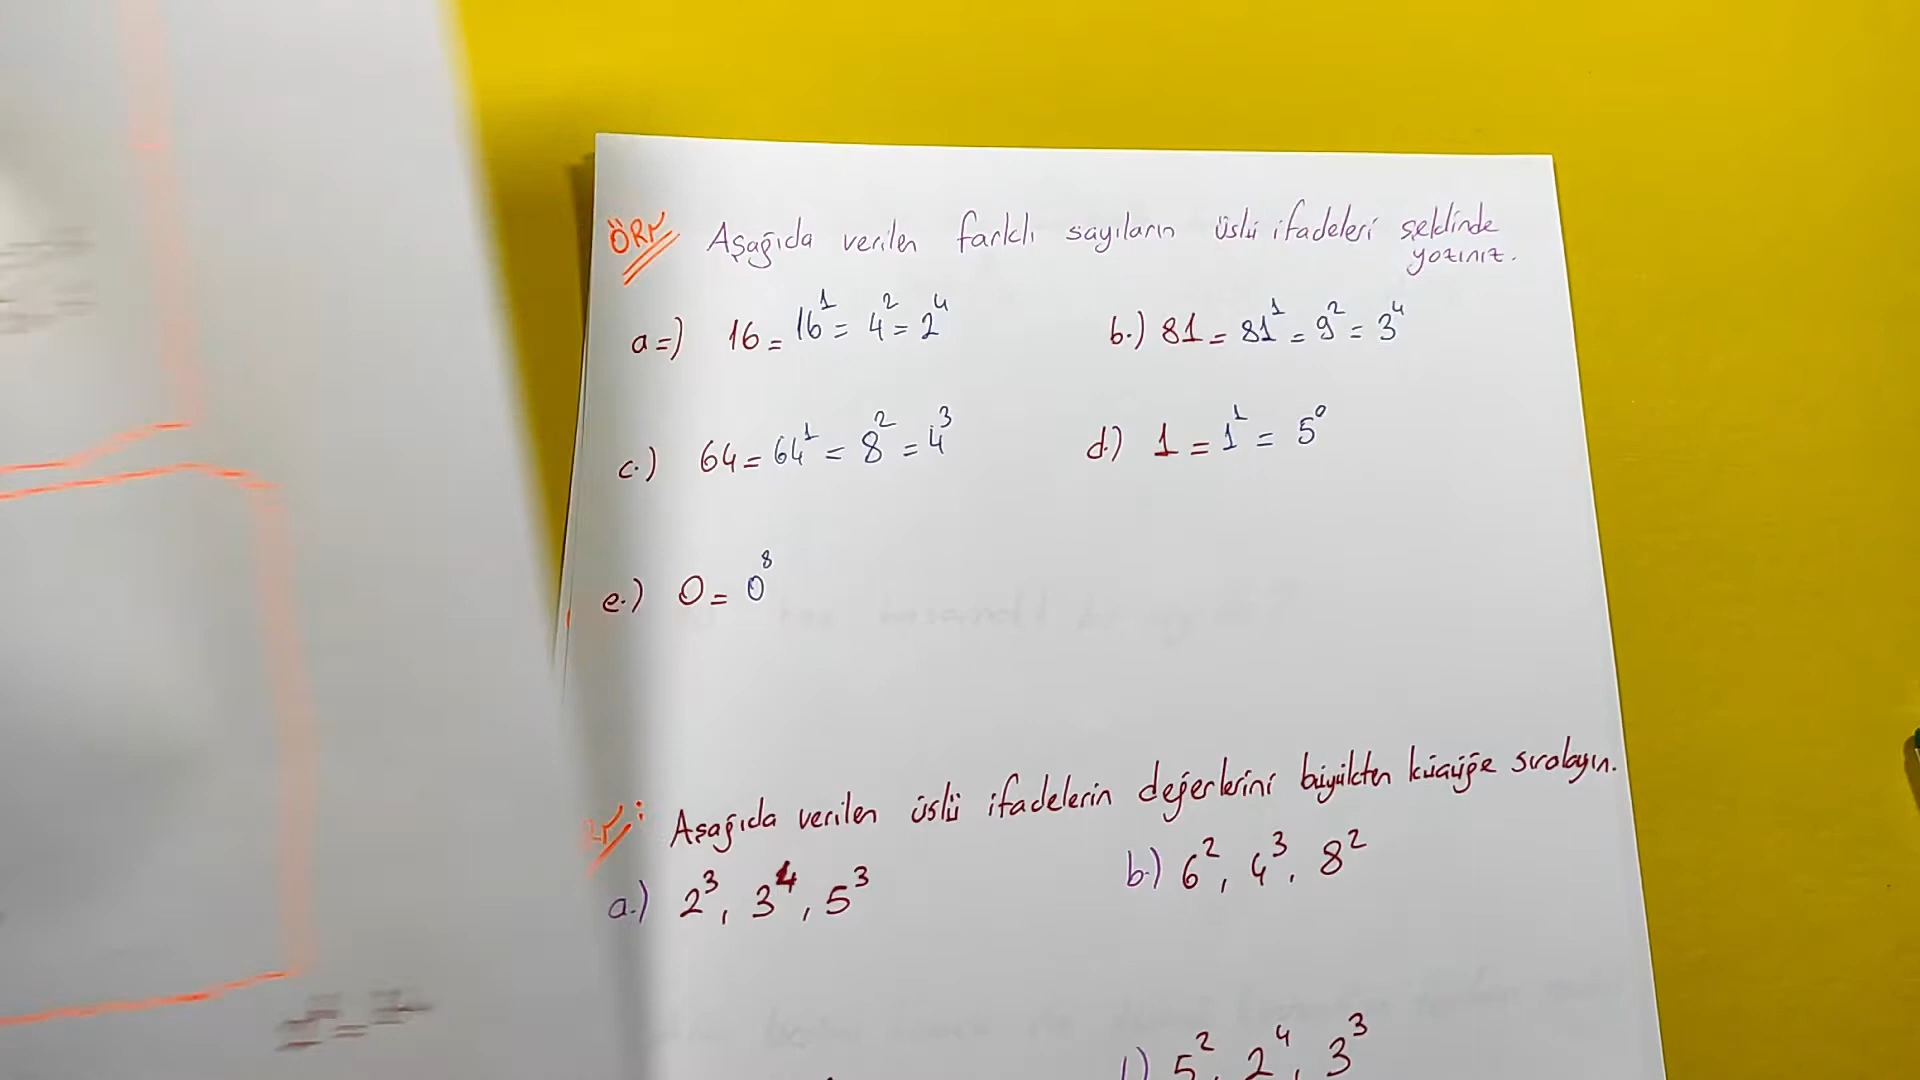 ÖRN Aşağıda verilen farklı sayıların üslü ifadeleri şeklinde
yazınız.
a=) 16 = 16¹ = 4² = 2⁴
b.) 81 = 81¹ = 9² = 3⁴
c.) 64 = 64¹ = 8² = 4³
d.) 1 = 1¹ = 5⁰
e.) 0 = 0⁸
Aşağıda verilen üslü ifadelerin değerlerini büyükten küçüğe sıralayın.
a.) 2³, 3⁴, 5³
b.) 6², 4³, 8²
5², 2⁴, 3³